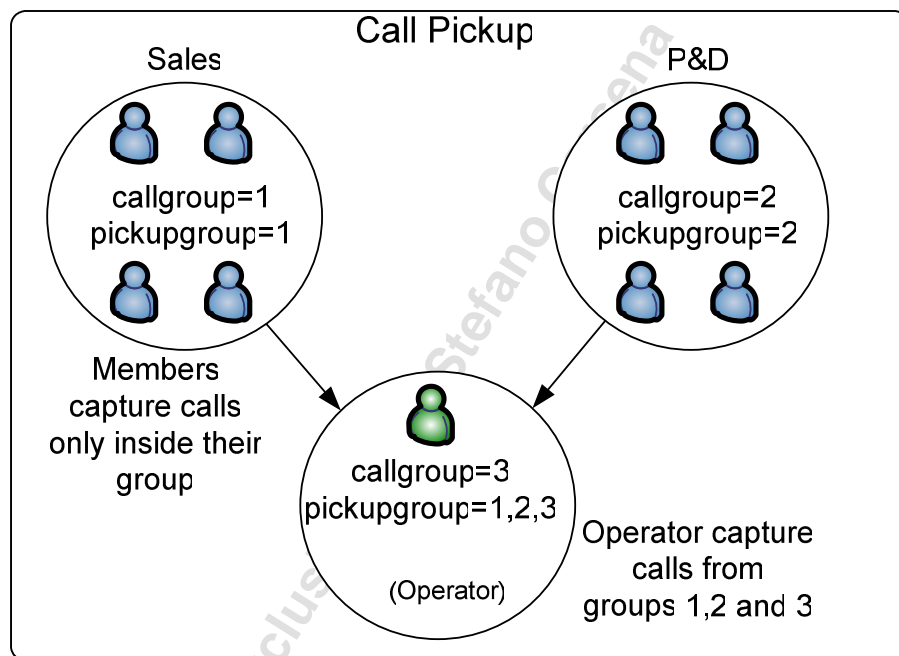 Call Pickup
Sales
callgroup=1
pickupgroup=1
P&D
callgroup=2
pickupgroup=2
Members
capture calls
only inside their
group
callgroup=3
pickupgroup=1,2,3
(Operator)
Operator capture
calls from
groups 1,2 and 3
Stefano